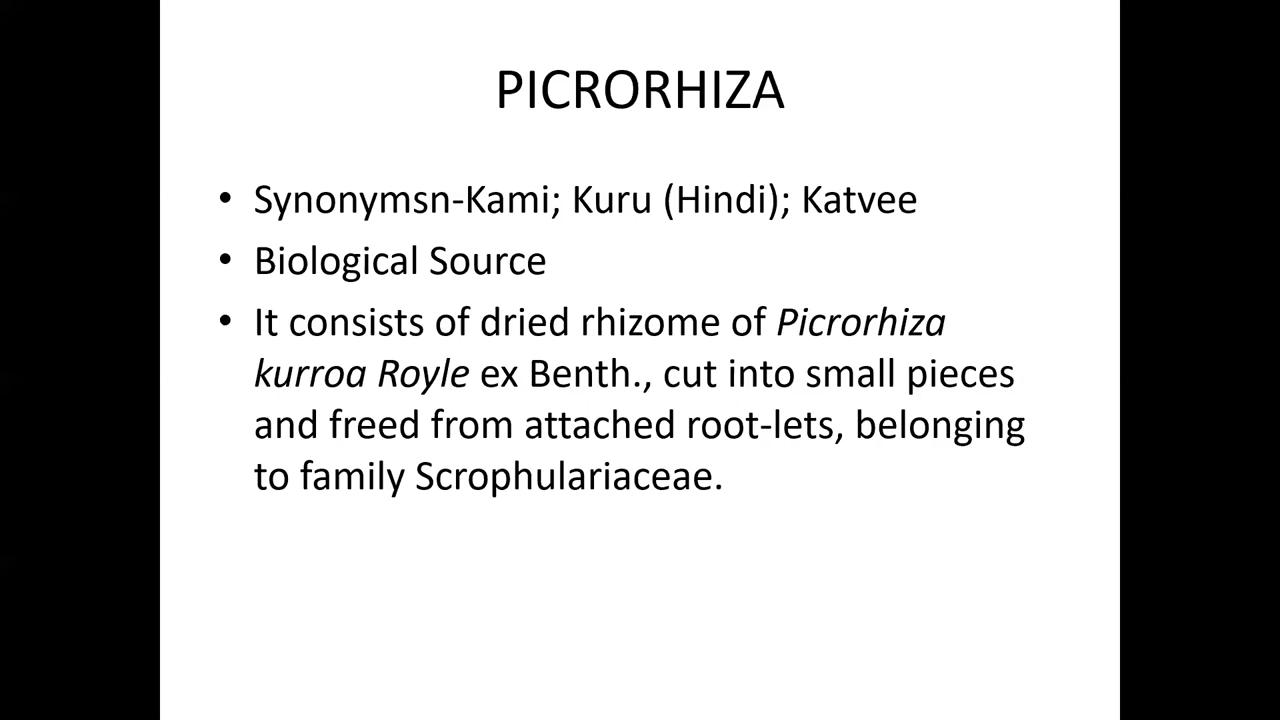 PICRORHIZA
• Synonymsn-Kami; Kuru (Hindi); Katvee
• Biological Source
• It consists of dried rhizome of Picrorhiza
kurroa Royle ex Benth., cut into small pieces
and freed from attached root-lets, belonging
to family Scrophulariaceae.